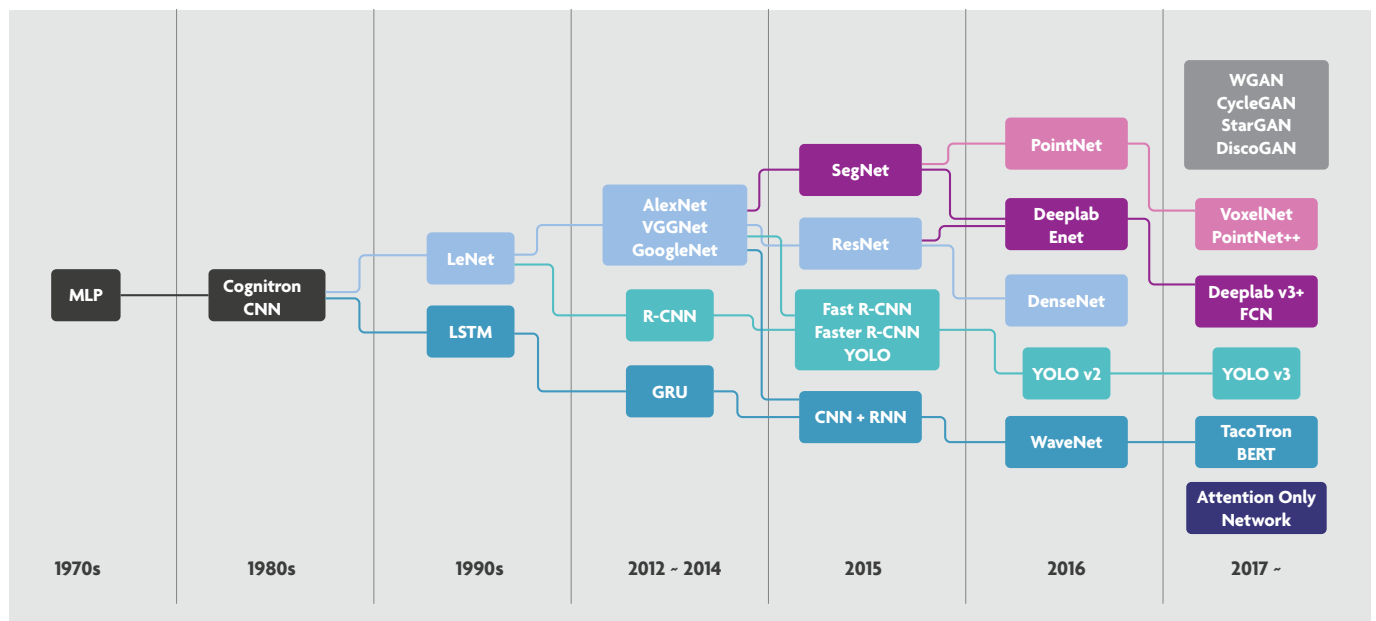 MLP
Cognitron
CNN
LeNet
LSTM
AlexNet
VGGNet
GoogleNet
R-CNN
GRU
SegNet
ResNet
Fast R-CNN
Faster R-CNN
YOLO
CNN + RNN
PointNet
Deeplab
Enet
DenseNet
YOLO v2
WaveNet
WGAN
CycleGAN
StarGAN
DiscoGAN
VoxelNet
PointNet++
Deeplab v3+
FCN
YOLO v3
TacoTron
BERT
Attention Only
Network
1970s
1980s
1990s
2012 ~ 2014
2015
2016
2017 ~